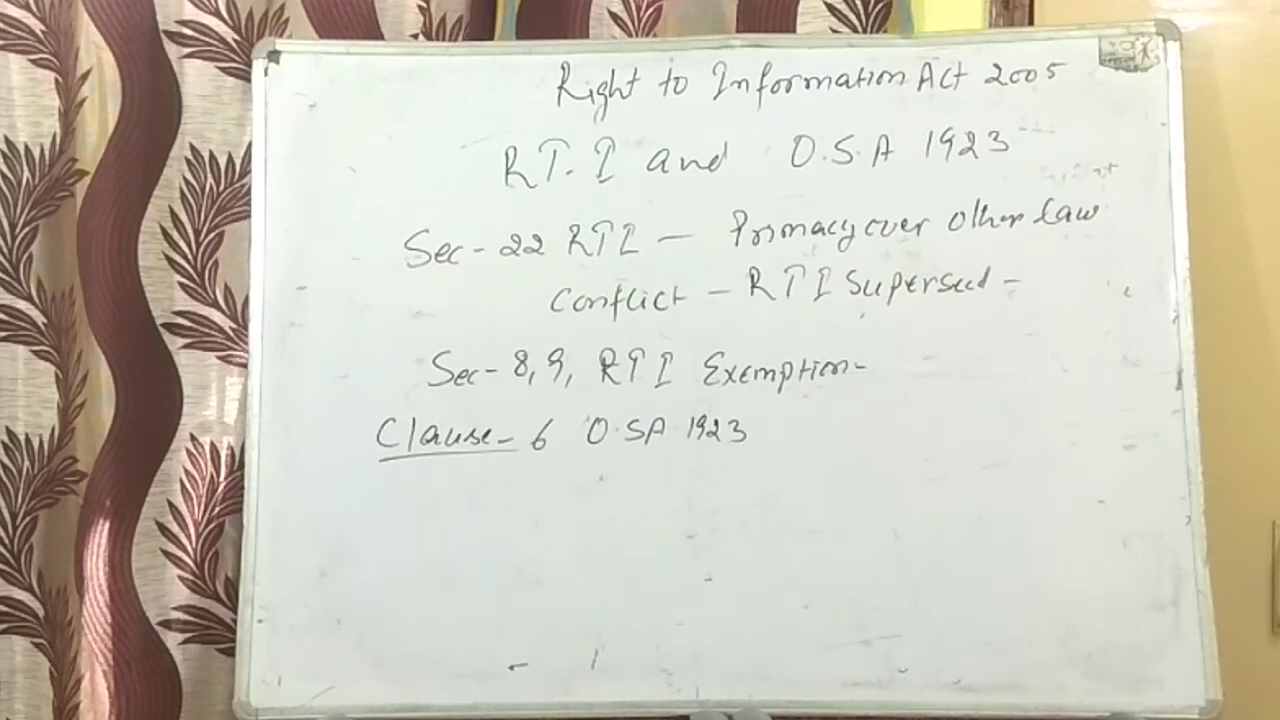 Right to Information Act 2005
R.T.I and O.S.A 1923
Sec-22 RTI — Primacy over other law
Conflict — RTI Supersed -
Sec-8,9, RTI Exemption-
Clause-6 O.SA 1923